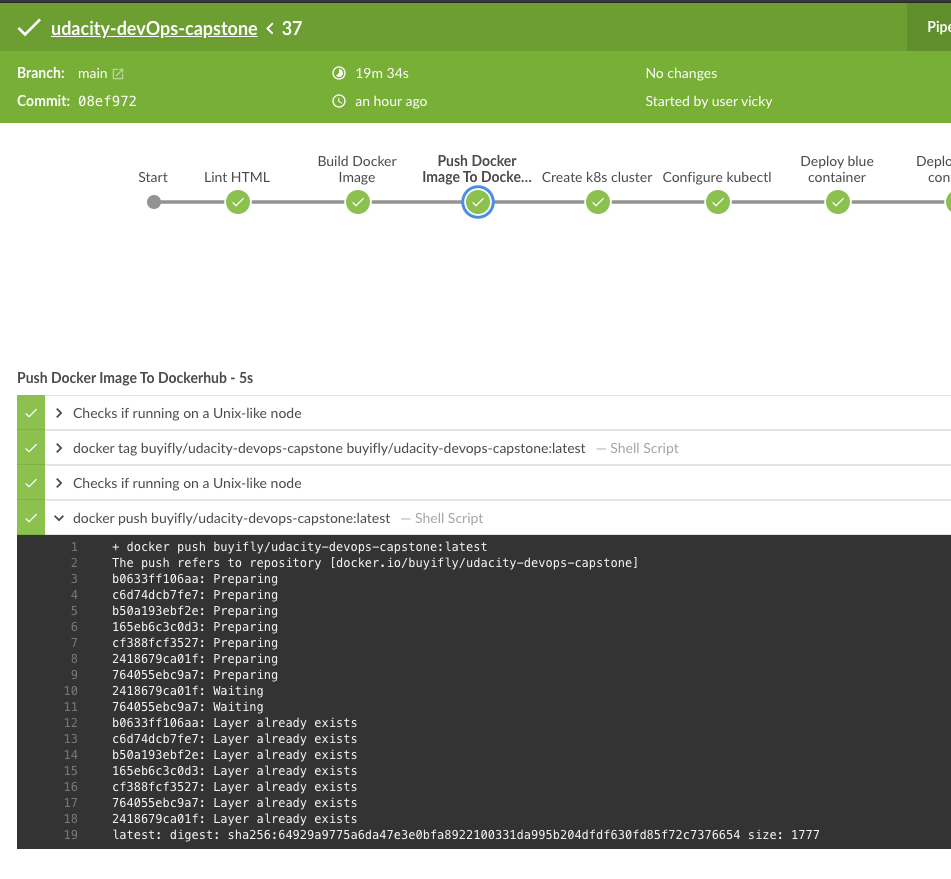 udacity-devOps-capstone < 37
Pipe
Branch: main
19m 34s
No changes
Commit: 08ef972
an hour ago
Started by user vicky
Start
Lint HTML
Build Docker
Image
Push Docker
Image To Docke...
Create k8s cluster
Configure kubectl
Deploy blue
container
Deplo
con
Push Docker Image To Dockerhub - 5s
Checks if running on a Unix-like node
docker tag buyifly/udacity-devops-capstone buyifly/udacity-devops-capstone:latest — Shell Script
Checks if running on a Unix-like node
docker push buyifly/udacity-devops-capstone:latest — Shell Script
1 + docker push buyifly/udacity-devops-capstone:latest
2 The push refers to repository [docker.io/buyifly/udacity-devops-capstone]
3 b0633ff106aa: Preparing
4 c6d74dcb7fe7: Preparing
5 b50a193ebf2e: Preparing
6 165eb6c3c0d3: Preparing
7 cf388fcf3527: Preparing
8 2418679ca01f: Preparing
9 764055ebc9a7: Preparing
10 2418679ca01f: Waiting
11 764055ebc9a7: Waiting
12 b0633ff106aa: Layer already exists
13 c6d74dcb7fe7: Layer already exists
14 b50a193ebf2e: Layer already exists
15 165eb6c3c0d3: Layer already exists
16 cf388fcf3527: Layer already exists
17 764055ebc9a7: Layer already exists
18 2418679ca01f: Layer already exists
19 latest: digest: sha256:64929a9775a6da47e3e0bfa8922100331da995b204dfdf630fd85f72c7376654 size: 1777